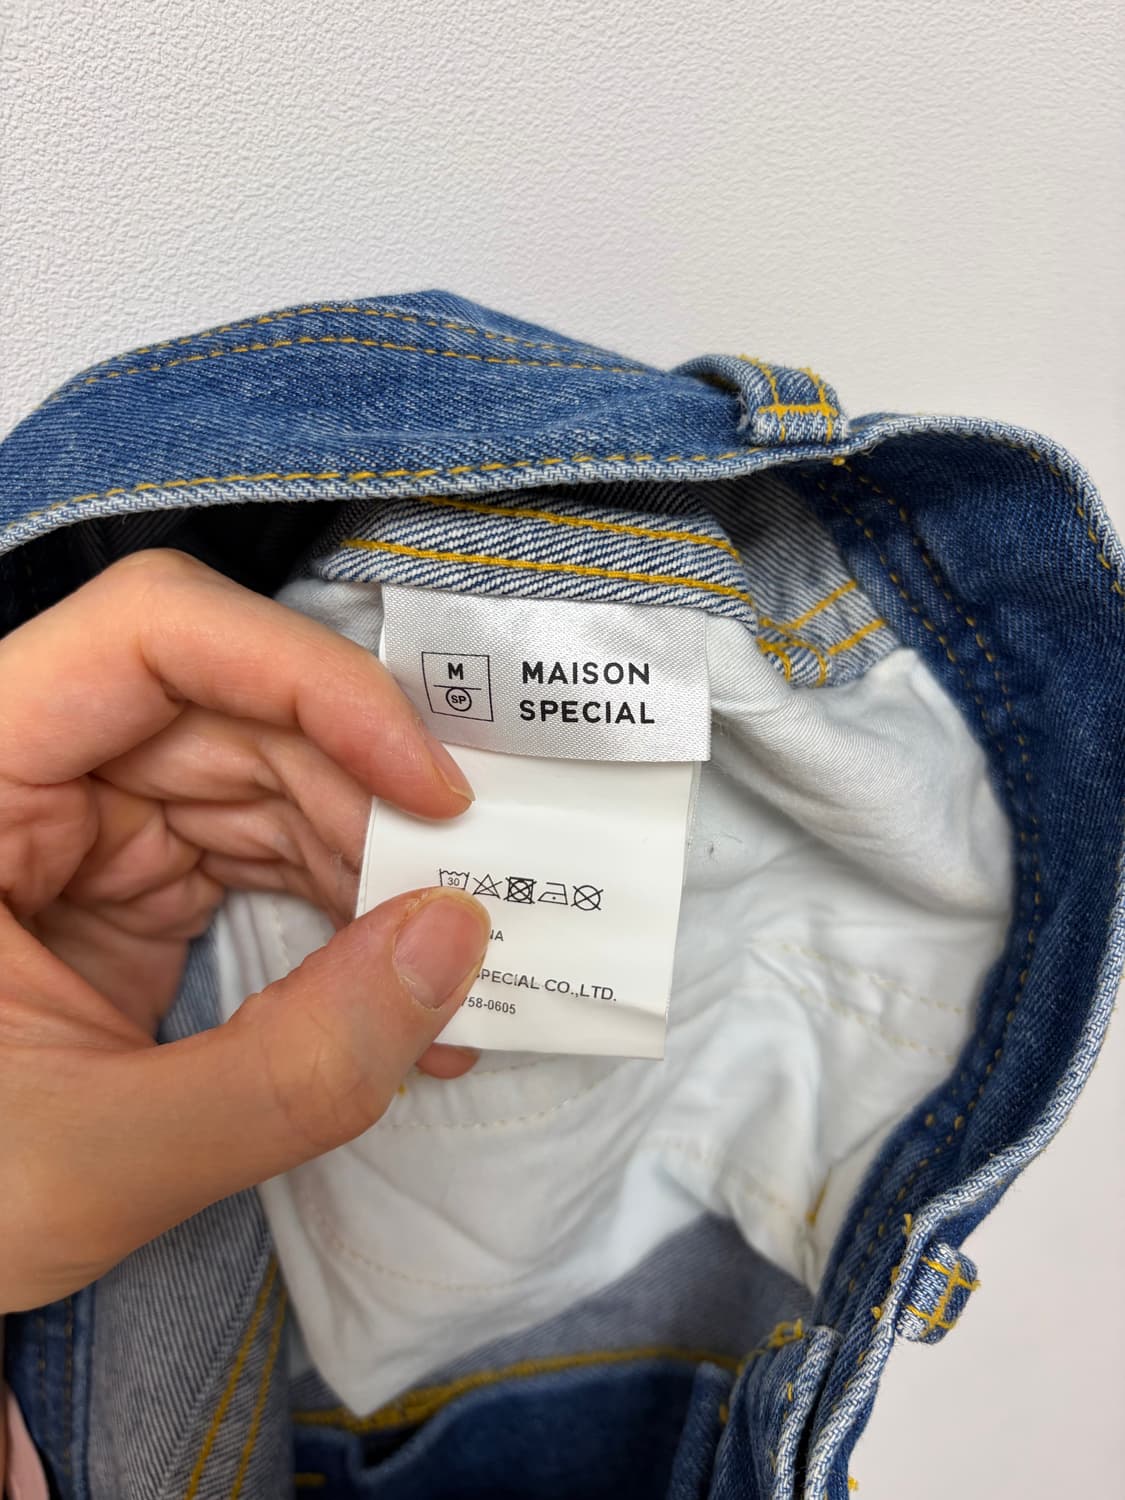 M
SP
MAISON
SPECIAL
30
NA
SPECIAL CO.,LTD.
758-0605